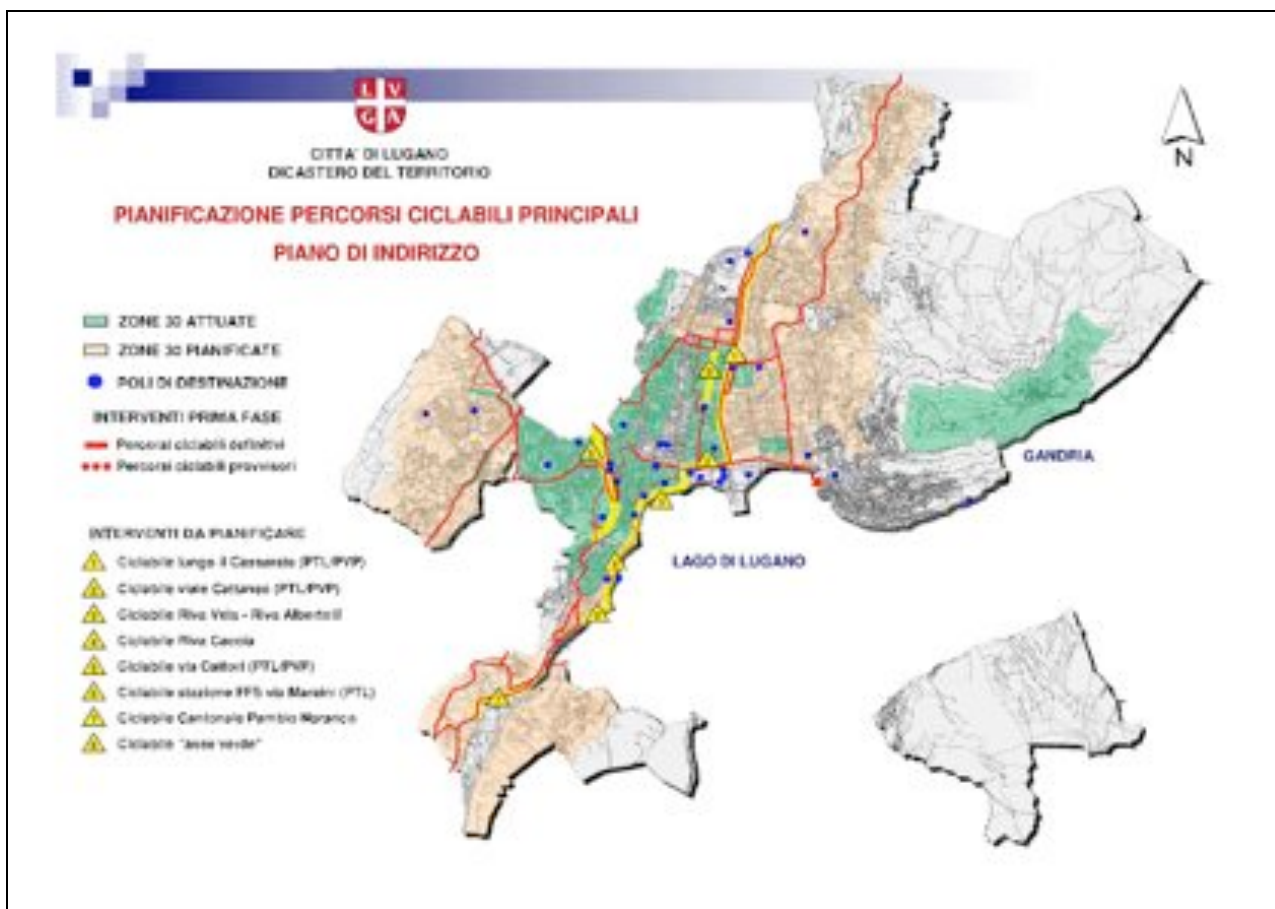 LVGA
CITTA' DI LUGANO
DICASTERO DEL TERRITORIO
PIANIFICAZIONE PERCORSI CICLABILI PRINCIPALI
PIANO DI INDIRIZZO
N
ZONE 30 ATTUATE
ZONE 30 PIANIFICATE
POLI DI DESTINAZIONE
INTERVENTI PRIMA FASE
Percorsi ciclabili definitivi
Percorsi ciclabili provvisori
GANDRIA
LAGO DI LUGANO
INTERVENTI DA PIANIFICARE
Ciclabile lungo il Cassarate (PTL/PVP)
Ciclabile viale Cattaneo (PTL/PVP)
Ciclabile Riva Vela - Riva Albertolli
Ciclabile Riva Caccia
Ciclabile via Cattori (PTL/PVP)
Ciclabile stazione FFS via Maraini (PTL)
Ciclabile Cantonale Pambio Noranco
Ciclabile "asse verde"